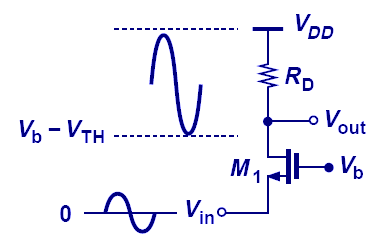 V_DD
R_D
V_out
V_b − V_TH
M_1
V_b
0
V_in